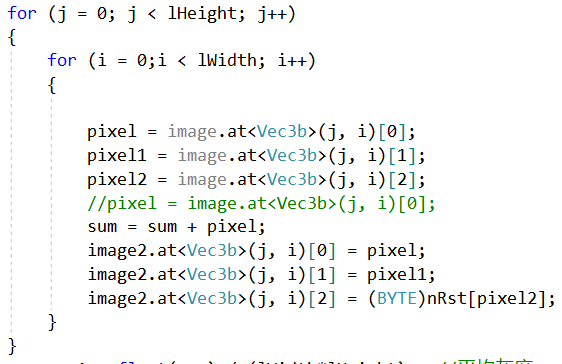 for (j = 0; j < lHeight; j++)
{
for (i = 0;i < lWidth; i++)
{
pixel = image.at<Vec3b>(j, i)[0];
pixel1 = image.at<Vec3b>(j, i)[1];
pixel2 = image.at<Vec3b>(j, i)[2];
//pixel = image.at<Vec3b>(j, i)[0];
sum = sum + pixel;
image2.at<Vec3b>(j, i)[0] = pixel;
image2.at<Vec3b>(j, i)[1] = pixel1;
image2.at<Vec3b>(j, i)[2] = (BYTE)nRst[pixel2];
}
}